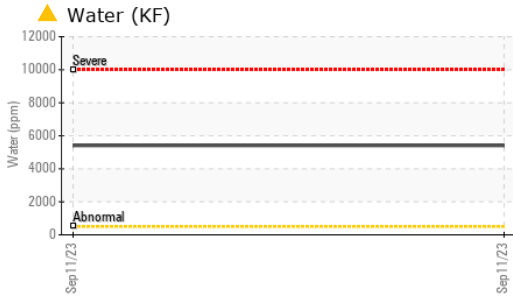 Water (KF)
12000
10000
8000
6000
4000
2000
0
Water (ppm)
Severe
Abnormal
Sep11/23
Sep11/23